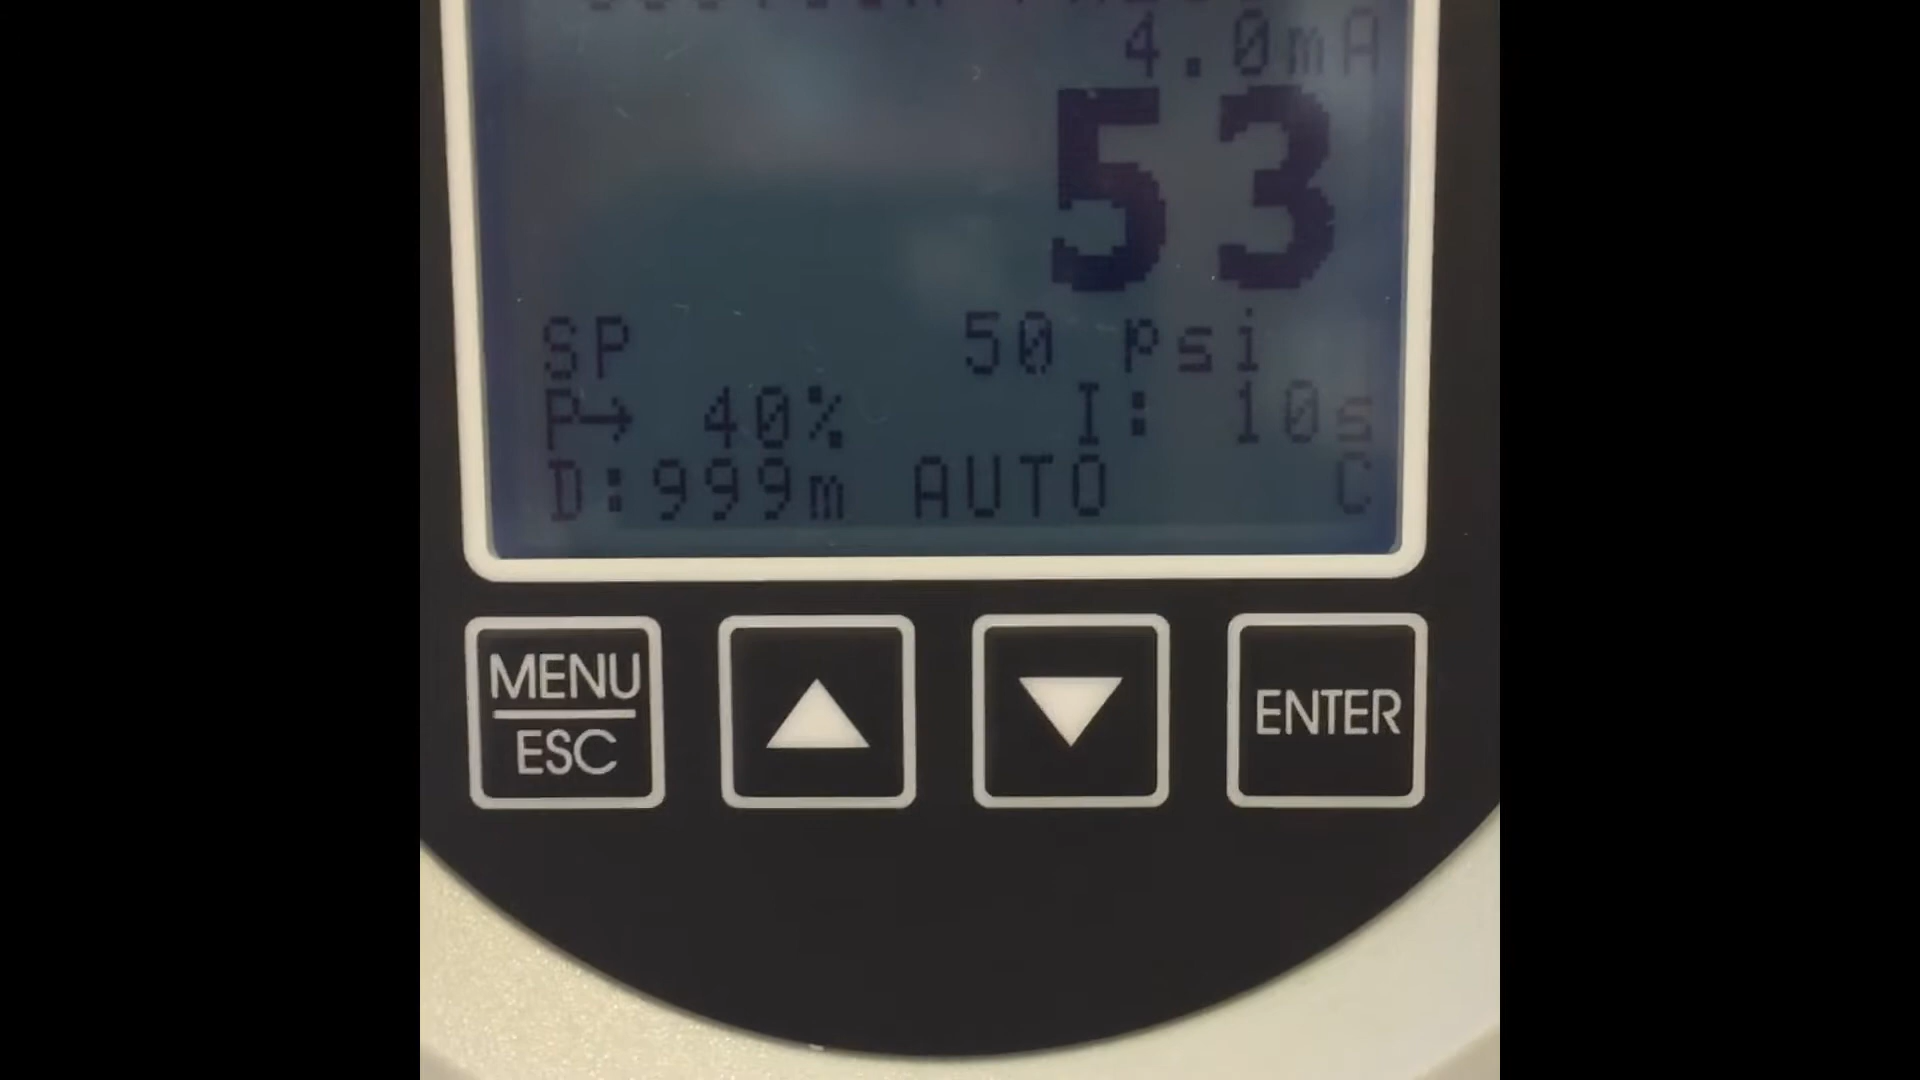 4.0mA
53
SP 50 psi
P→ 40% I: 10s
D:999m AUTO C
MENU
ESC
ENTER